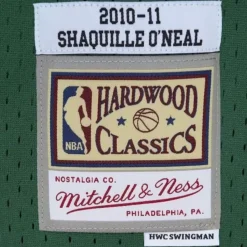 2010-11
SHAQUILLE O'NEAL
HARDWOOD
NBA
CLASSICS
NOSTALGIA CO.
Mitchell & Ness
PHILADELPHIA, PA.
HWC SWINGMAN